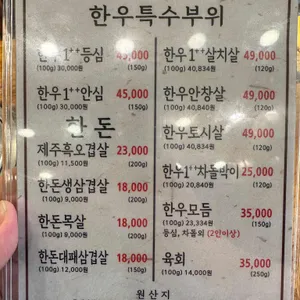 한우특수부위
한우1++등심 45,000
(100g) 30,000원 (150g)
한우1++안심 45,000
(100g) 30,000원 (150g)
한돈
제주흑오겹살 23,000
(100g) 11,500원 (200g)
한돈생삼겹살 18,000
(100g) 9,000원 (200g)
한돈목살 18,000
(100g) 9,000원 (200g)
한돈대패삼겹살 18,000
(100g) 12,000원 (150g)
한우1++살치살 49,000
(100g) 40,834원 (120g)
한우안창살 49,000
(100g) 40,834원 (120g)
한우토시살 49,000
(100g) 40,834원 (120g)
한우1++차돌박이 25,000
(100g) 20,840원 (120g)
한우모듬 35,000
등심, 차돌외 (2인이상)
육회 35,000
(100g) 14,000원 (250g)
원산지